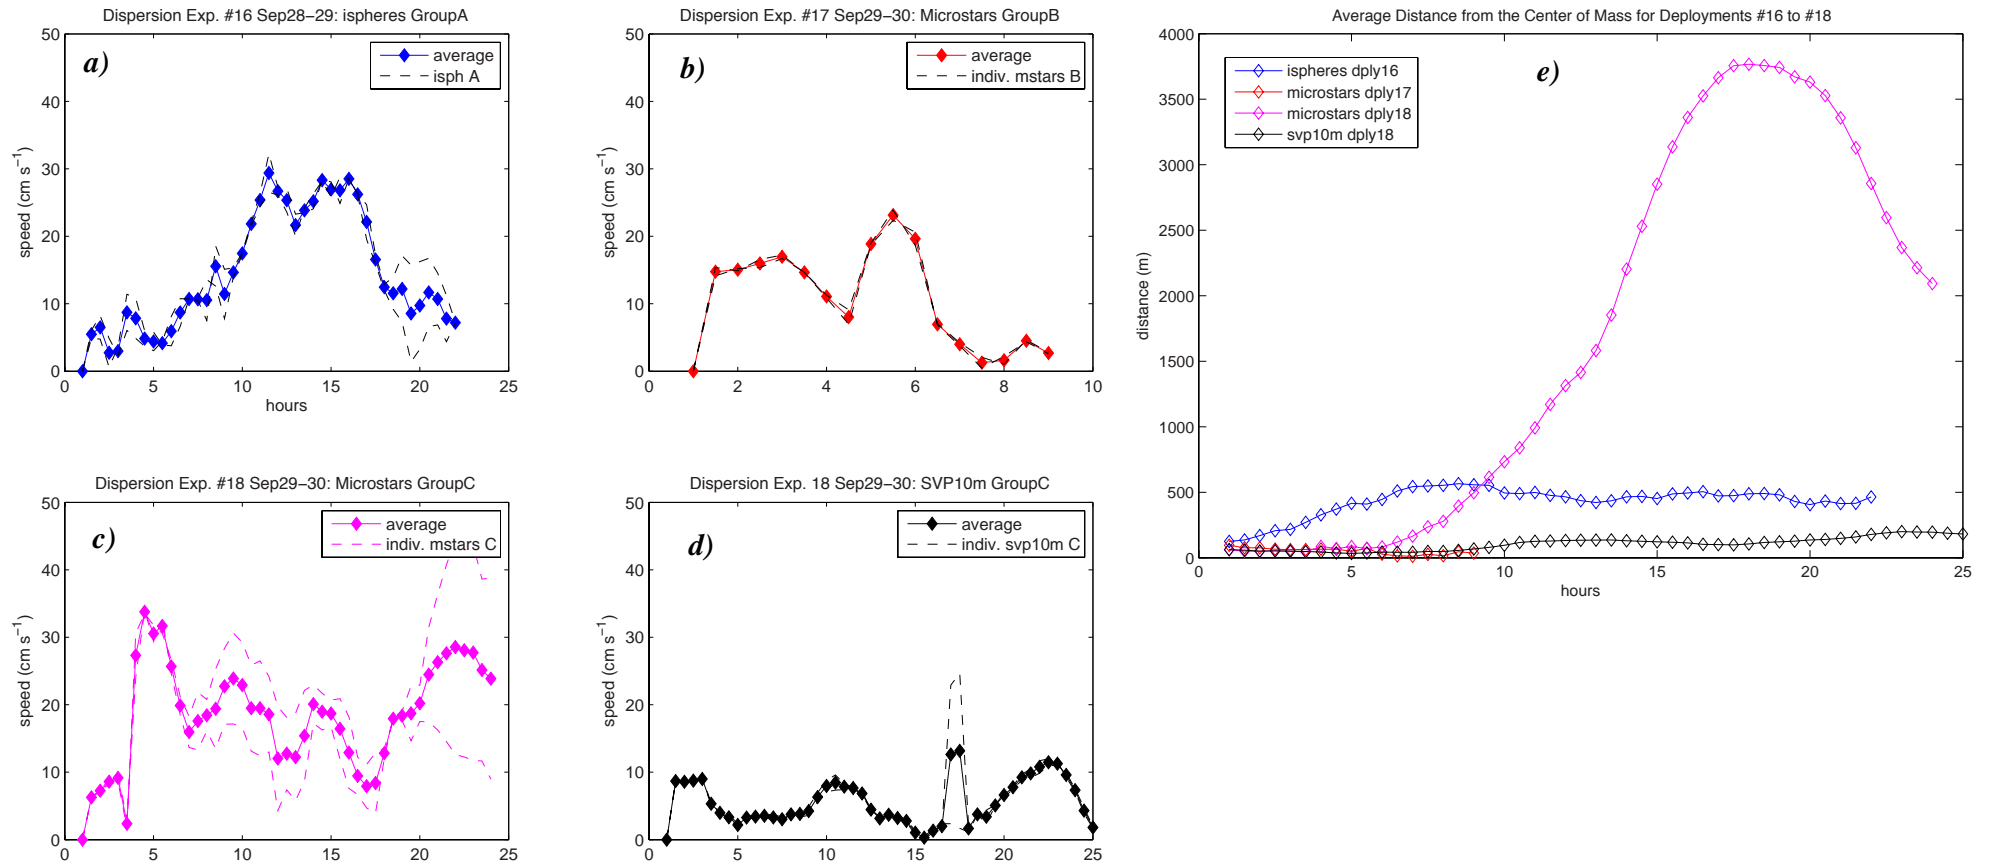 Dispersion Exp. #16 Sep28−29: ispheres GroupA
50
40
30
20
10
0
speed (cm s−1)
a)
average
isph A
0 5 10 15 20 25
hours
Dispersion Exp. #17 Sep29−30: Microstars GroupB
50
40
30
20
10
0
speed (cm s−1)
b)
average
indiv. mstars B
0 2 4 6 8 10
Average Distance from the Center of Mass for Deployments #16 to #18
4000
3500
3000
2500
2000
1500
1000
500
0
distance (m)
e)
ispheres dply16
microstars dply17
microstars dply18
svp10m dply18
0 5 10 15 20 25
hours
Dispersion Exp. #18 Sep29−30: Microstars GroupC
50
40
30
20
10
0
speed (cm s−1)
c)
average
indiv. mstars C
0 5 10 15 20 25
Dispersion Exp. 18 Sep29−30: SVP10m GroupC
50
40
30
20
10
0
speed (cm s−1)
d)
average
indiv. svp10m C
0 5 10 15 20 25